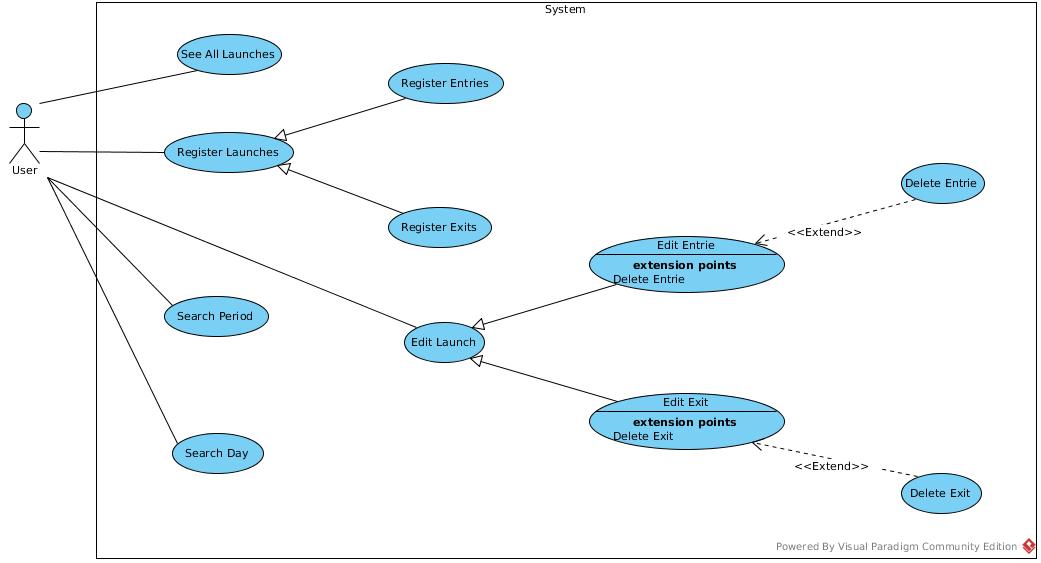 System
See All Launches
Register Entries
Register Launches
User
Delete Entrie
Register Exits
<<Extend>>
Edit Entrie
extension points
Delete Entrie
Search Period
Edit Launch
Edit Exit
extension points
Delete Exit
Search Day
<<Extend>>
Delete Exit
Powered By Visual Paradigm Community Edition